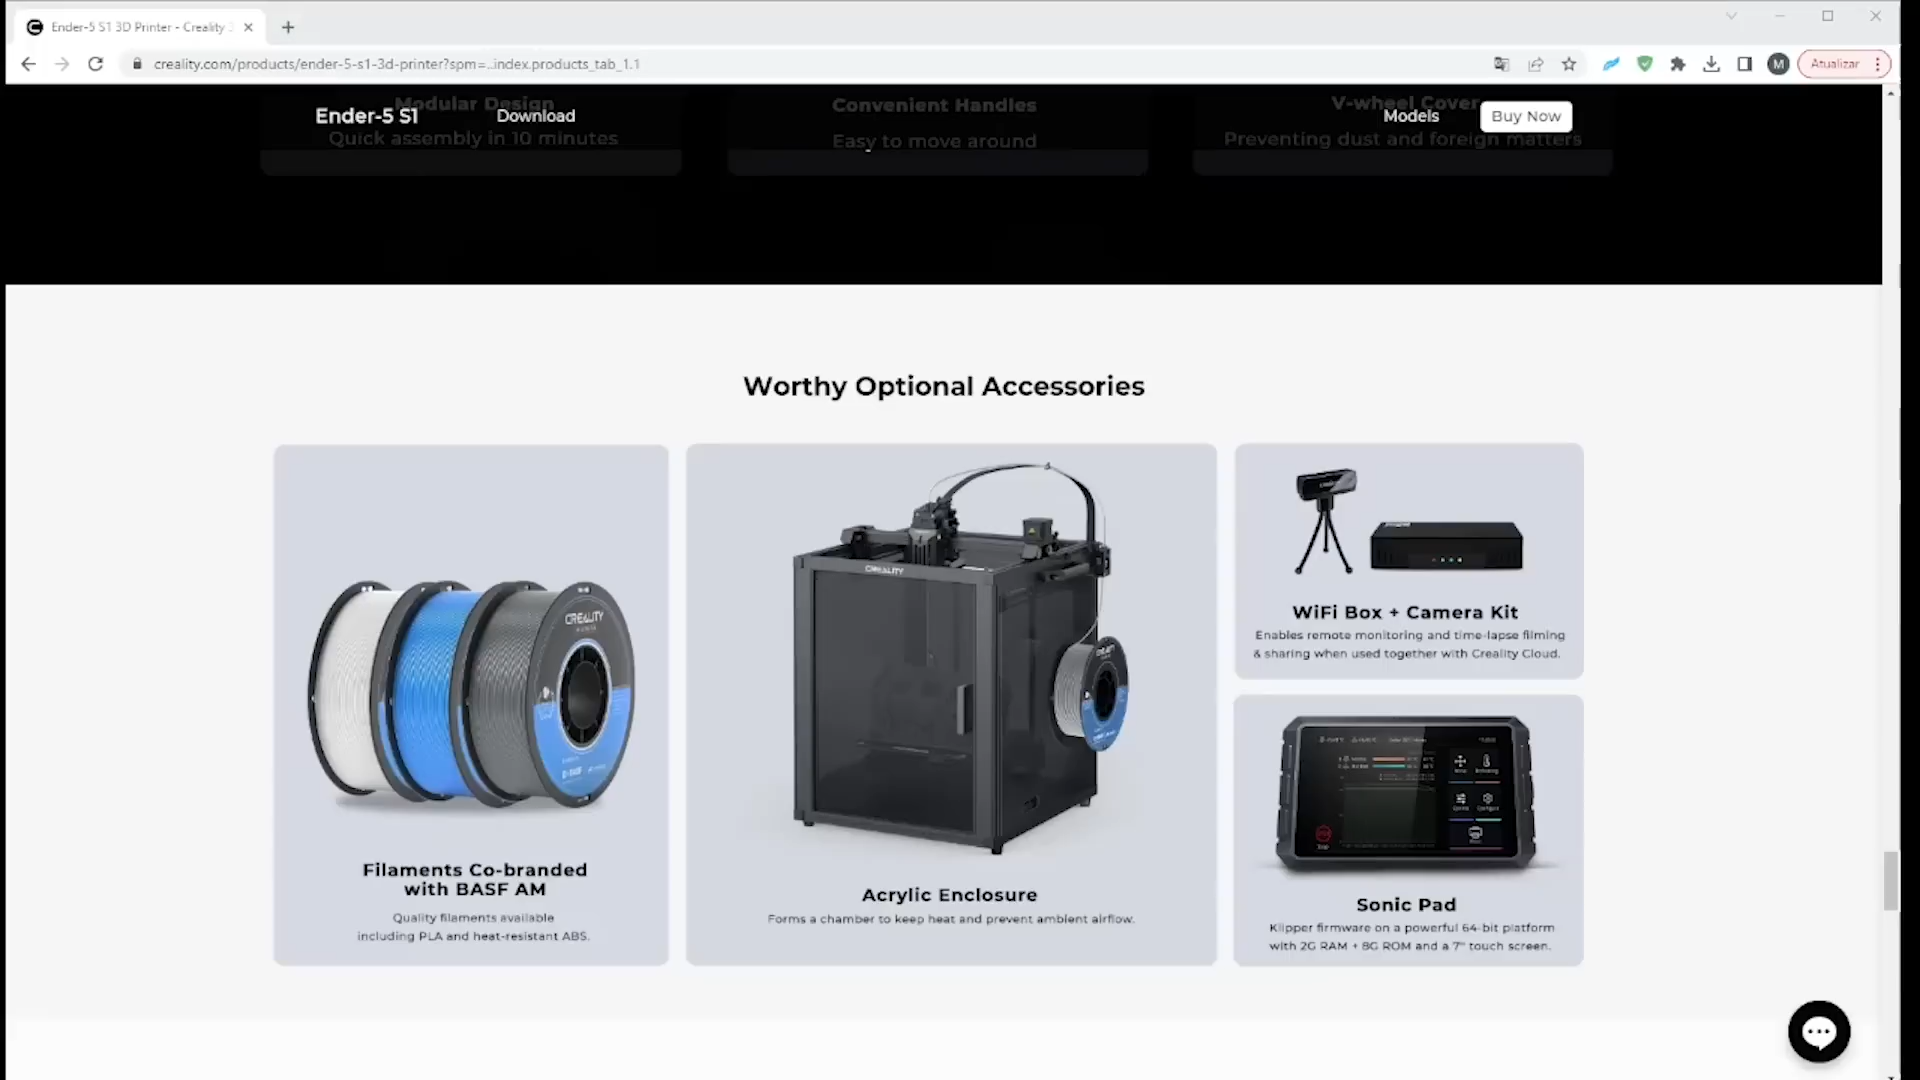 Ender-5 S1 3D Printer - Creality 3
creality.com/products/ender-5-s1-3d-printer?spm=..index.products_tab_1.1
M
Atualizar
Ender-5 S1
Download
Models
Buy Now
Modular Design
Quick assembly in 10 minutes
Convenient Handles
Easy to move around
V-wheel Cover
Preventing dust and foreign matters
Worthy Optional Accessories
CREALITY
Filaments Co-branded
with BASF AM
Quality filaments available
including PLA and heat-resistant ABS.
CREALITY
Acrylic Enclosure
Forms a chamber to keep heat and prevent ambient airflow.
WiFi Box + Camera Kit
Enables remote monitoring and time-lapse filming
& sharing when used together with Creality Cloud.
Sonic Pad
Klipper firmware on a powerful 64-bit platform
with 2G RAM + 8G ROM and a 7" touch screen.